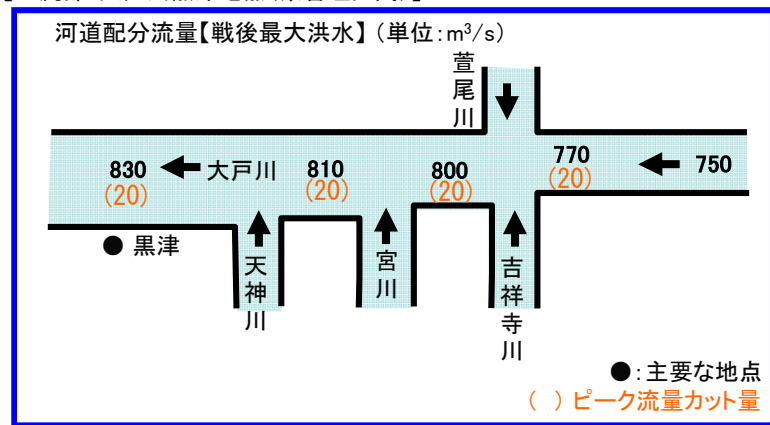 河道配分流量【戦後最大洪水】(単位:m³/s)
萱尾川
830
(20)
大戸川
810
(20)
800
(20)
770
(20)
750
● 黒津
天神川
宮川
吉祥寺川
●:主要な地点
( )ピーク流量カット量